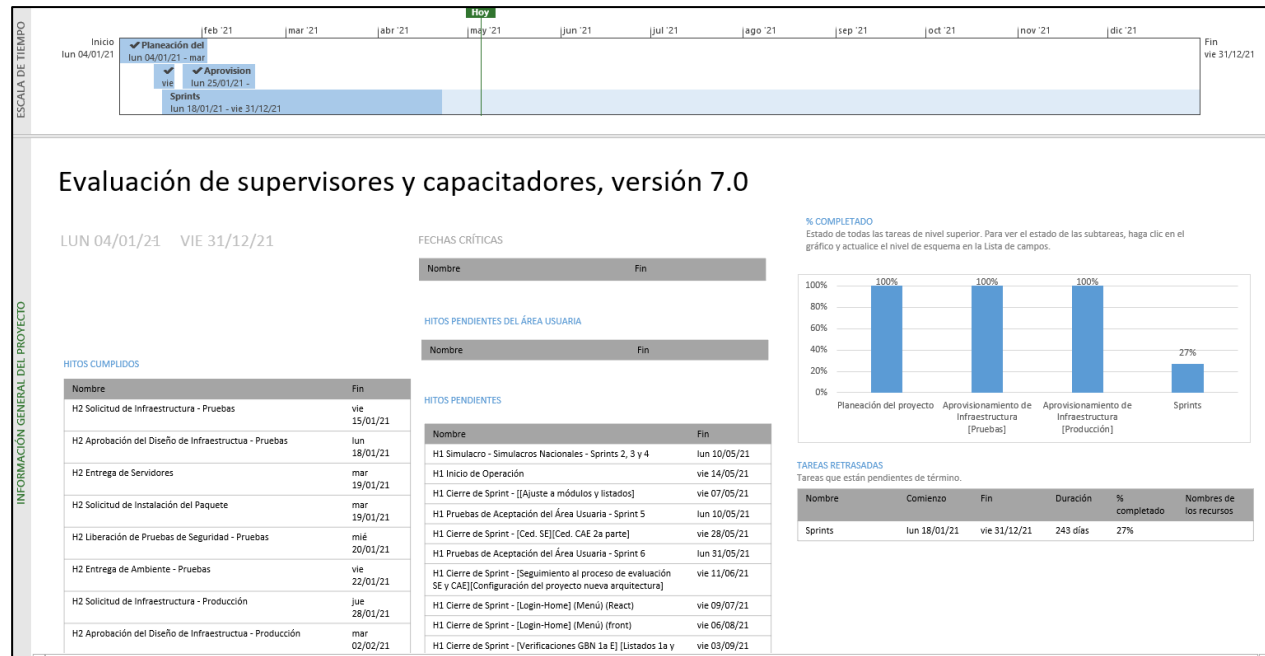 Hoy
ESCALA DE TIEMPO
feb '21 mar '21 abr '21 may '21 jun '21 jul '21 ago '21 sep '21 oct '21 nov '21 dic '21
Inicio
lun 04/01/21
Planeación del
lun 04/01/21 - mar
Aprovision
vie lun 25/01/21 -
Sprints
lun 18/01/21 - vie 31/12/21
Fin
vie 31/12/21
INFORMACIÓN GENERAL DEL PROYECTO
Evaluación de supervisores y capacitadores, versión 7.0
LUN 04/01/21 VIE 31/12/21
HITOS CUMPLIDOS
Nombre Fin
H2 Solicitud de Infraestructura - Pruebas vie
15/01/21
H2 Aprobación del Diseño de Infraestructua - Pruebas lun
18/01/21
H2 Entrega de Servidores mar
19/01/21
H2 Solicitud de Instalación del Paquete mar
19/01/21
H2 Liberación de Pruebas de Seguridad - Pruebas mié
20/01/21
H2 Entrega de Ambiente - Pruebas vie
22/01/21
H2 Solicitud de Infraestructura - Producción jue
28/01/21
H2 Aprobación del Diseño de Infraestructua - Producción mar
02/02/21
FECHAS CRÍTICAS
Nombre Fin
HITOS PENDIENTES DEL ÁREA USUARIA
Nombre Fin
HITOS PENDIENTES
Nombre Fin
H1 Simulacro - Simulacros Nacionales - Sprints 2, 3 y 4 lun 10/05/21
H1 Inicio de Operación vie 14/05/21
H1 Cierre de Sprint - [[Ajuste a módulos y listados] vie 07/05/21
H1 Pruebas de Aceptación del Área Usuaria - Sprint 5 lun 10/05/21
H1 Cierre de Sprint - [Ced. SE][Ced. CAE 2a parte] vie 28/05/21
H1 Pruebas de Aceptación del Área Usuaria - Sprint 6 lun 31/05/21
H1 Cierre de Sprint - [Seguimiento al proceso de evaluación vie 11/06/21
SE y CAE][Configuración del proyecto nueva arquitectura]
H1 Cierre de Sprint - [Login-Home] (Menú) (React) vie 09/07/21
H1 Cierre de Sprint - [Login-Home] (Menú) (front) vie 06/08/21
H1 Cierre de Sprint - [Verificaciones GBN 1a E] [Listados 1a y vie 03/09/21
% COMPLETADO
Estado de todas las tareas de nivel superior. Para ver el estado de las subtareas, haga clic en el
gráfico y actualice el nivel de esquema en la Lista de campos.
100% 100% 100% 27%
100%
80%
60%
40%
20%
0%
Planeación del proyecto Aprovisionamiento de Aprovisionamiento de Sprints
Infraestructura Infraestructura
[Pruebas] [Producción]
TAREAS RETRASADAS
Tareas que están pendientes de término.
Nombre Comienzo Fin Duración % Nombres de
completado los recursos
Sprints lun 18/01/21 vie 31/12/21 243 días 27%